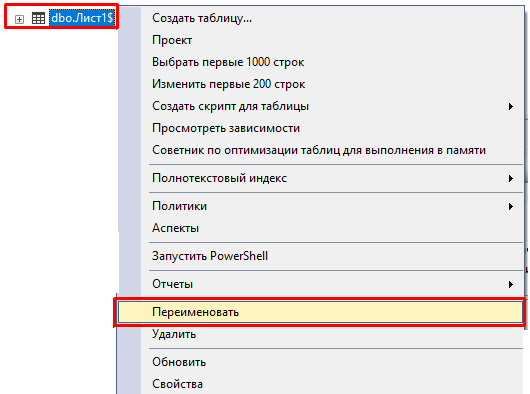 dbo.Лист1$
Создать таблицу...
Проект
Выбрать первые 1000 строк
Изменить первые 200 строк
Создать скрипт для таблицы
Просмотреть зависимости
Советник по оптимизации таблиц для выполнения в памяти
Полнотекстовый индекс
Политики
Аспекты
Запустить PowerShell
Отчеты
Переименовать
Удалить
Обновить
Свойства